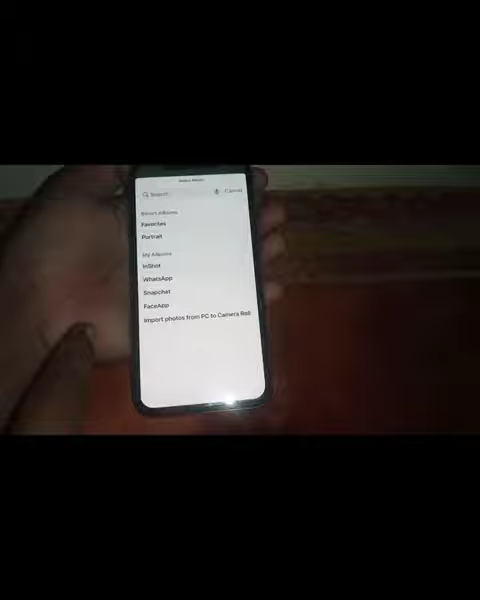 Search
Cancel
Smart Albums
Favorites
Portrait
My Albums
InShot
WhatsApp
Snapchat
FaceApp
Import photos from PC to Camera Roll